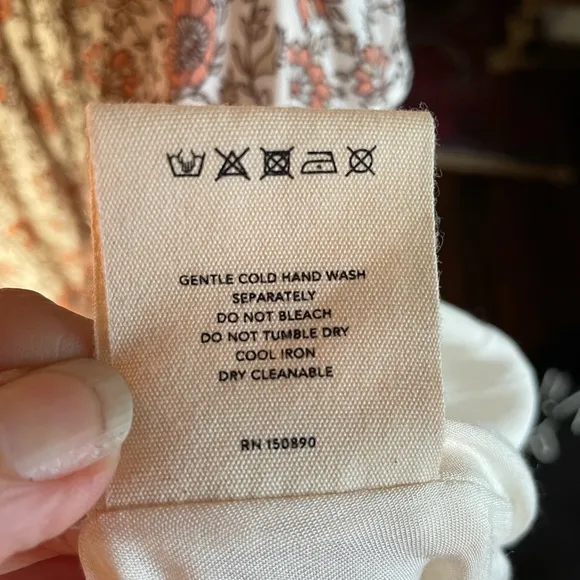 GENTLE COLD HAND WASH
SEPARATELY
DO NOT BLEACH
DO NOT TUMBLE DRY
COOL IRON
DRY CLEANABLE
RN 150890